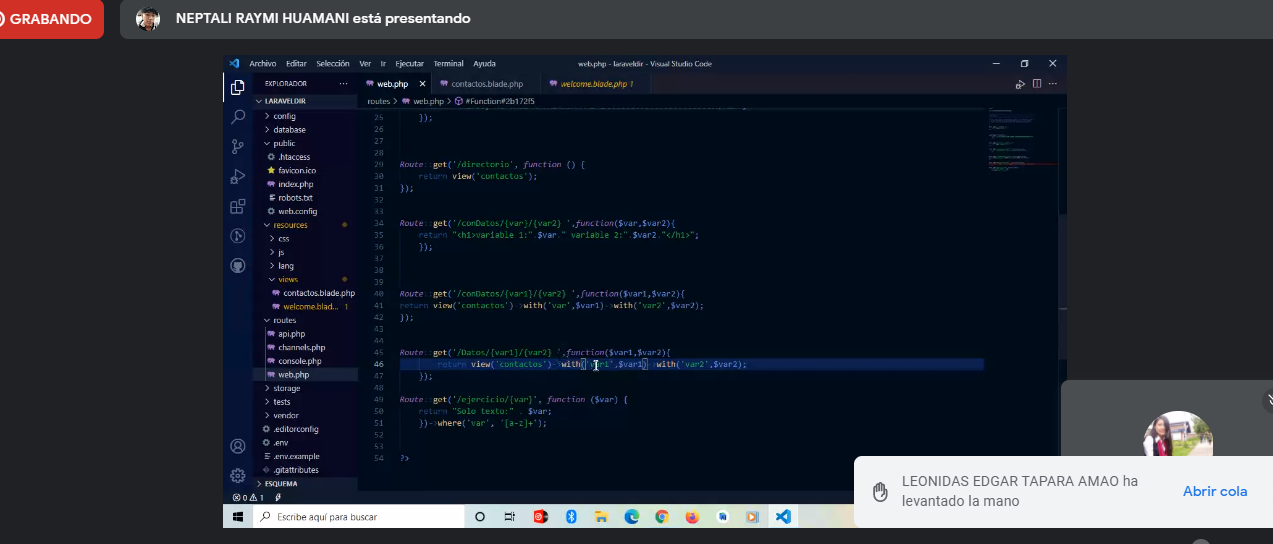 GRABANDO
NEPTALI RAYMI HUAMANI está presentando
Archivo Editar Selección Ver Ir Ejecutar Terminal Ayuda
web.php - laraveldir - Visual Studio Code
EXPLORADOR ···
web.php ×
contactos.blade.php
welcome.blade.php 1
LARAVELDIR
routes > web.php > #Function#2b172f5
config
database
public
.htaccess
favicon.ico
index.php
robots.txt
web.config
resources
css
js
lang
views
contactos.blade.php
welcome.blad... 1
routes
api.php
channels.php
console.php
web.php
storage
tests
vendor
.editorconfig
.env
.env.example
.gitattributes
ESQUEMA
25 });
26
27
28
29 Route::get('/directorio', function () {
30 return view('contactos');
31 });
32
33
34 Route::get('/conDatos/{var}/{var2} ',function($var,$var2){
35 return "<h1>variable 1:".$var." variable 2:".$var2."</h1>";
36 });
37
38
39
40 Route::get('/conDatos/{var1}/{var2} ',function($var1,$var2){
41 return view('contactos')->with('var',$var1)->with('var2',$var2);
42 });
43
44
45 Route::get('/Datos/{var1}/{var2} ',function($var1,$var2){
46 return view('contactos')->with('var1',$var1)->with('var2',$var2);
47 });
48
49 Route::get('/ejercicio/{var}', function ($var) {
50 return "Solo texto:" . $var;
51 })->where('var', '[a-z]+');
52
53
54 ?>
0 1
Escribe aquí para buscar
LEONIDAS EDGAR TAPARA AMAO ha
levantado la mano
Abrir cola